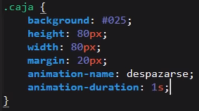 .caja {
background: #025;
height: 80px;
width: 80px;
margin: 20px;
animation-name: despazarse;
animation-duration: 1s;
}